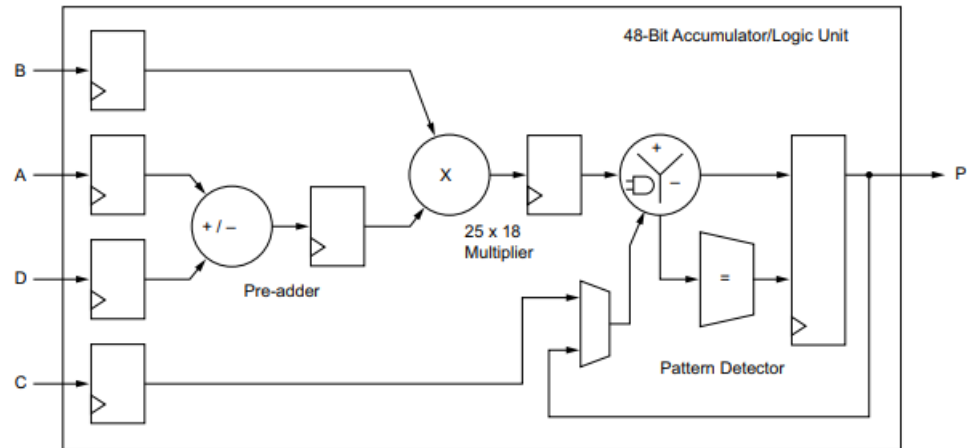 48-Bit Accumulator/Logic Unit
B
A
X
+
–
P
+ / –
25 x 18
Multiplier
D
Pre-adder
=
Pattern Detector
C